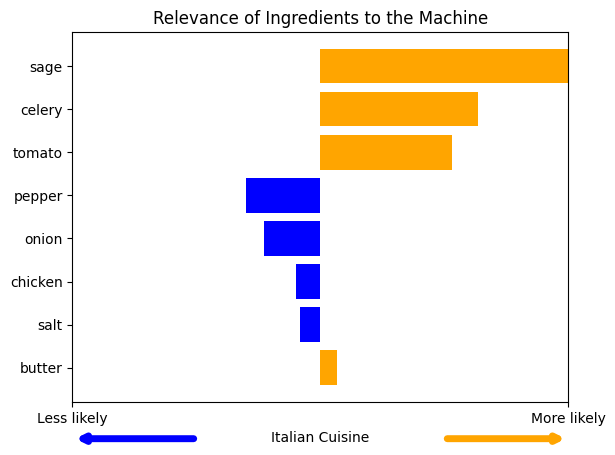 Relevance of Ingredients to the Machine
sage
celery
tomato
pepper
onion
chicken
salt
butter
Less likely
More likely
Italian Cuisine